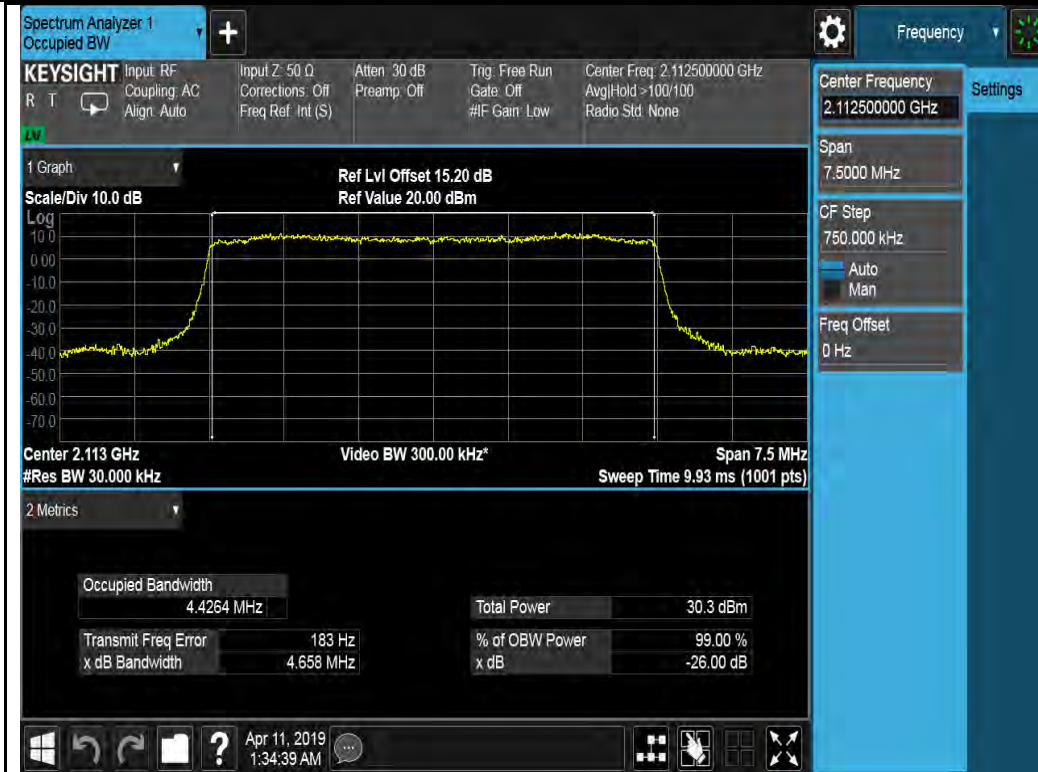 Spectrum Analyzer 1
Occupied BW
+
Frequency
KEYSIGHT
R T
LV
Input: RF
Coupling: AC
Align: Auto
Input Z: 50 Ω
Corrections: Off
Freq Ref: Int (S)
Atten: 30 dB
Preamp: Off
Trig: Free Run
Gate: Off
#IF Gain: Low
Center Freq: 2.112500000 GHz
Avg|Hold:>100/100
Radio Std: None
Center Frequency
2.112500000 GHz
Settings
Span
7.5000 MHz
CF Step
750.000 kHz
Auto
Man
Freq Offset
0 Hz
1 Graph
Scale/Div 10.0 dB
Ref Lvl Offset 15.20 dB
Ref Value 20.00 dBm
Log
10.0
0.00
-10.0
-20.0
-30.0
-40.0
-50.0
-60.0
-70.0
Center 2.113 GHz
#Res BW 30.000 kHz
Video BW 300.00 kHz*
Span 7.5 MHz
Sweep Time 9.93 ms (1001 pts)
2 Metrics
Occupied Bandwidth
4.4264 MHz
Total Power 30.3 dBm
Transmit Freq Error 183 Hz
% of OBW Power 99.00 %
x dB Bandwidth 4.658 MHz
x dB -26.00 dB
?
Apr 11, 2019
1:34:39 AM